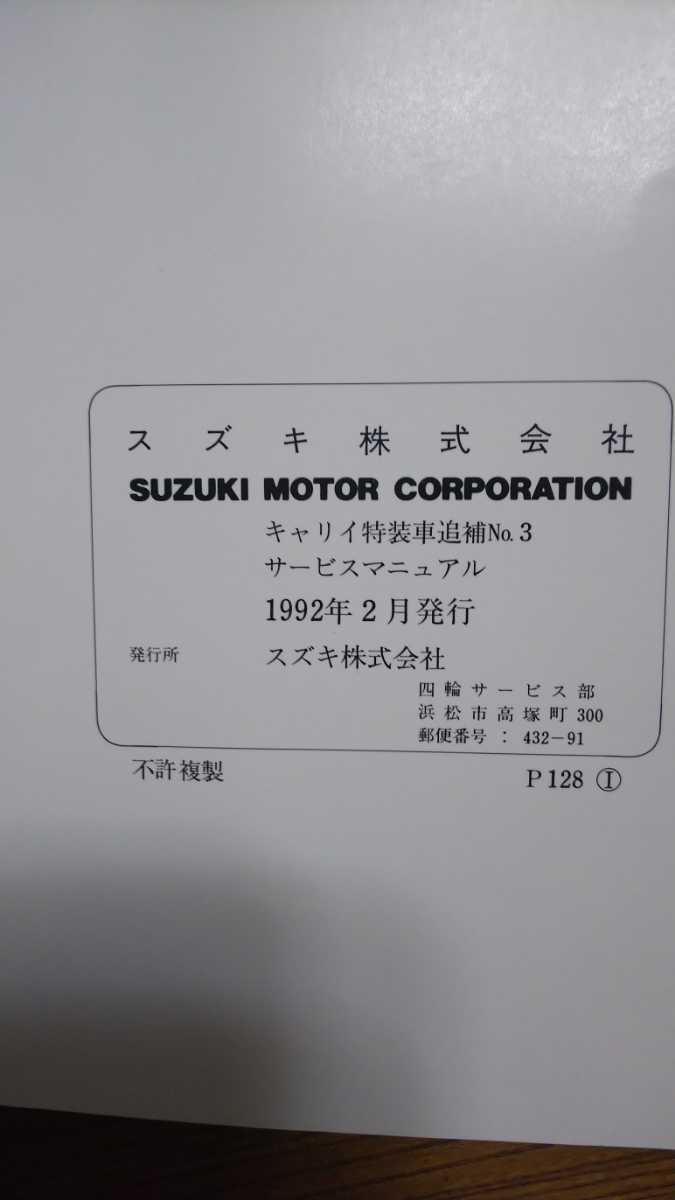 スズキ株式会社
SUZUKI MOTOR CORPORATION
キャリイ特装車追補No.3
サービスマニュアル
1992年2月発行
発行所 スズキ株式会社
四輪サービス部
浜松市高塚町300
郵便番号：432-91
不許複製 P128 Ⓘ